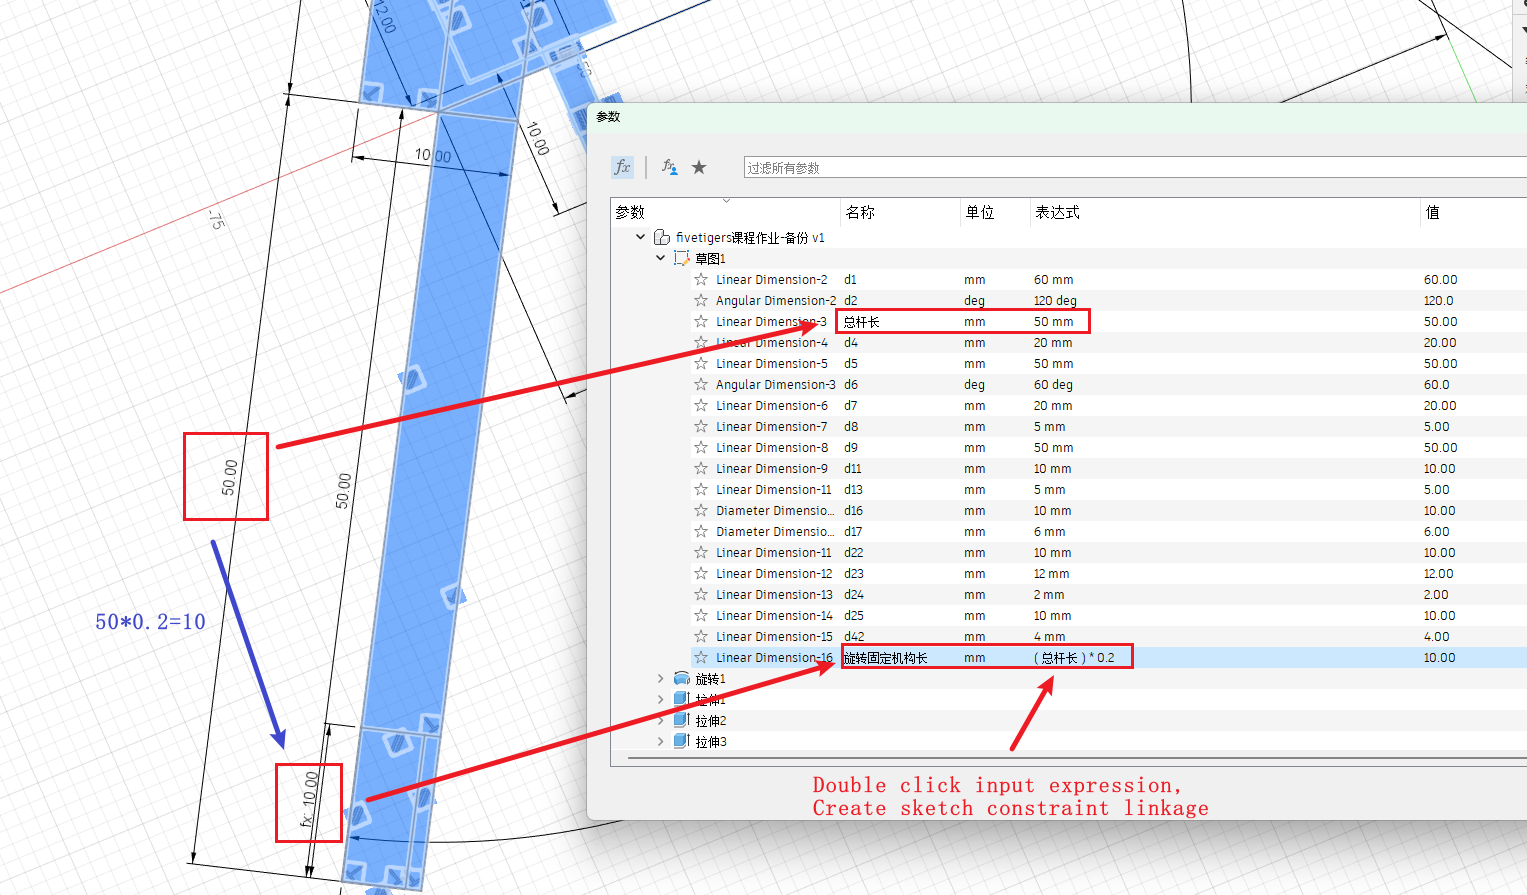 12.00
50
10.00
10.00
-75
50.00
50.00
50*0.2=10
fx: 10.00
参数
fx
过滤所有参数
参数 名称 单位 表达式 值
fivetigers课程作业-备份 v1
草图1
Linear Dimension-2 d1 mm 60 mm 60.00
Angular Dimension-2 d2 deg 120 deg 120.0
Linear Dimension-3 总杆长 mm 50 mm 50.00
Linear Dimension-4 d4 mm 20 mm 20.00
Linear Dimension-5 d5 mm 50 mm 50.00
Angular Dimension-3 d6 deg 60 deg 60.0
Linear Dimension-6 d7 mm 20 mm 20.00
Linear Dimension-7 d8 mm 5 mm 5.00
Linear Dimension-8 d9 mm 50 mm 50.00
Linear Dimension-9 d11 mm 10 mm 10.00
Linear Dimension-11 d13 mm 5 mm 5.00
Diameter Dimensio... d16 mm 10 mm 10.00
Diameter Dimensio... d17 mm 6 mm 6.00
Linear Dimension-11 d22 mm 10 mm 10.00
Linear Dimension-12 d23 mm 12 mm 12.00
Linear Dimension-13 d24 mm 2 mm 2.00
Linear Dimension-14 d25 mm 10 mm 10.00
Linear Dimension-15 d42 mm 4 mm 4.00
Linear Dimension-16 旋转固定机构长 mm ( 总杆长 ) * 0.2 10.00
旋转1
拉伸1
拉伸2
拉伸3
Double click input expression,
Create sketch constraint linkage